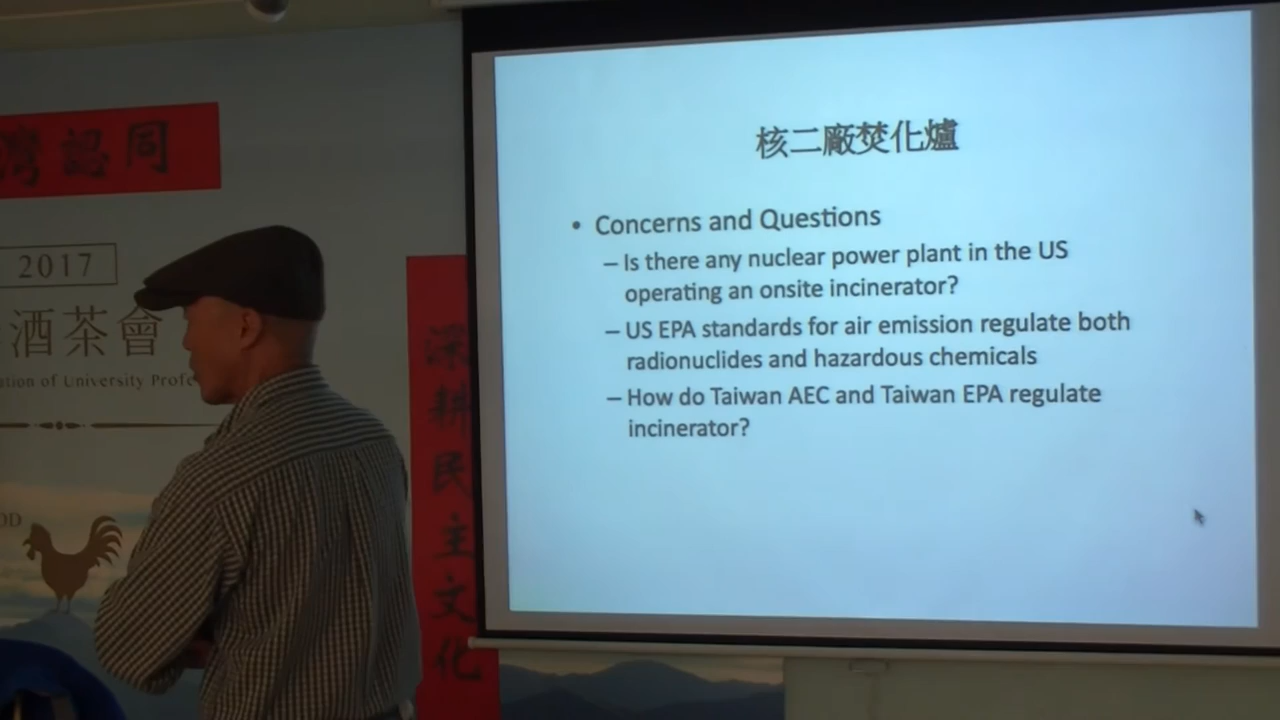 灣認同
2017
酒茶會
ation of University Profe
OD
深耕民主文化
核二廠焚化爐
• Concerns and Questions
– Is there any nuclear power plant in the US
operating an onsite incinerator?
– US EPA standards for air emission regulate both
radionuclides and hazardous chemicals
– How do Taiwan AEC and Taiwan EPA regulate
incinerator?